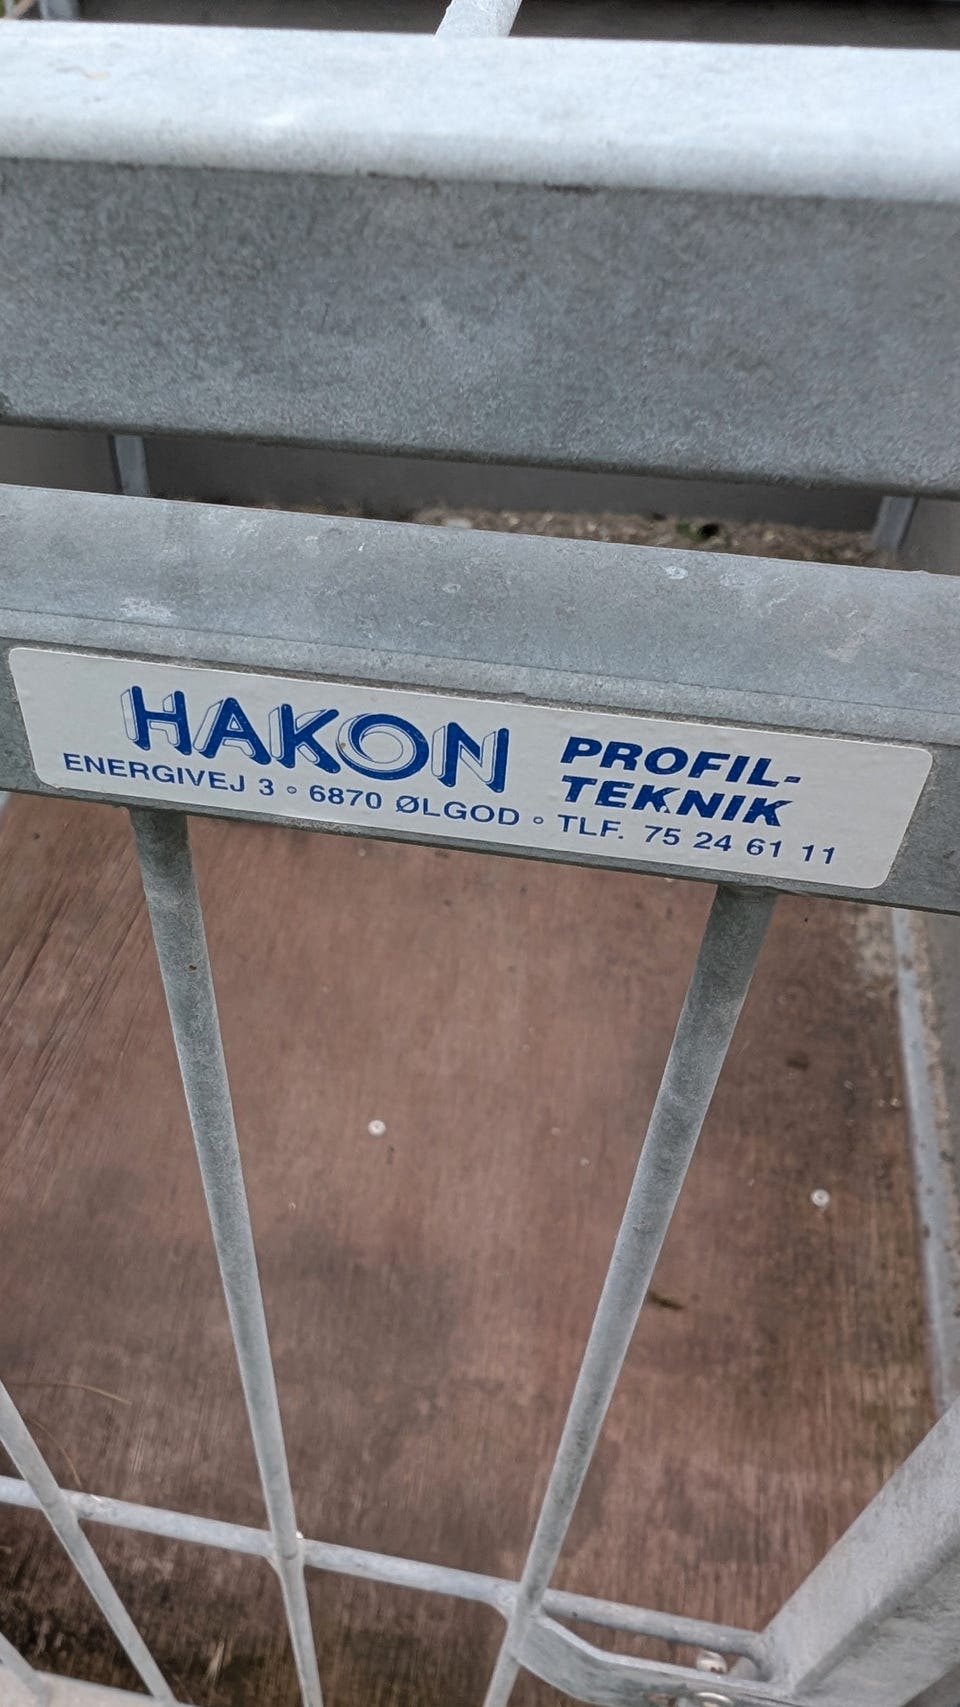 HAKON
PROFIL-
TEKNIK
ENERGIVEJ 3 ∘ 6870 ØLGOD ∘ TLF. 75 24 61 11